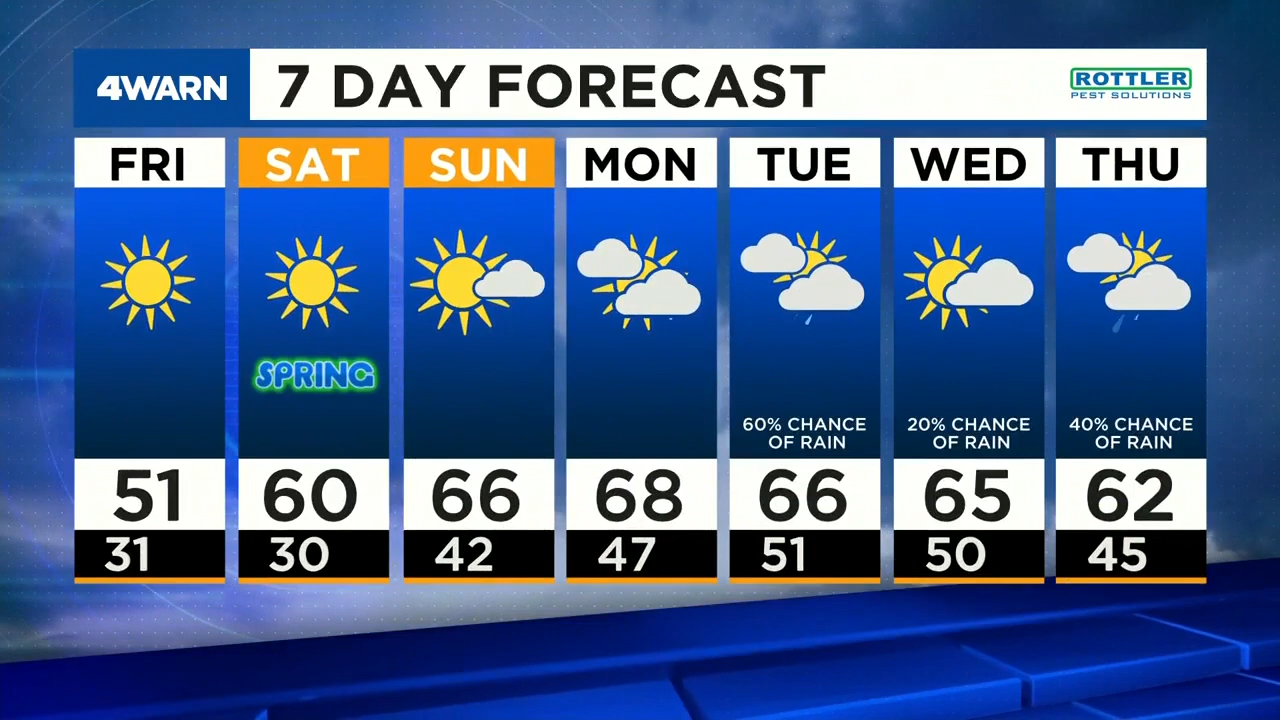 4WARN
7 DAY FORECAST
ROTTLER
PEST SOLUTIONS
FRI
SAT
SUN
MON
TUE
WED
THU
SPRING
60% CHANCE
OF RAIN
20% CHANCE
OF RAIN
40% CHANCE
OF RAIN
51
60
66
68
66
65
62
31
30
42
47
51
50
45